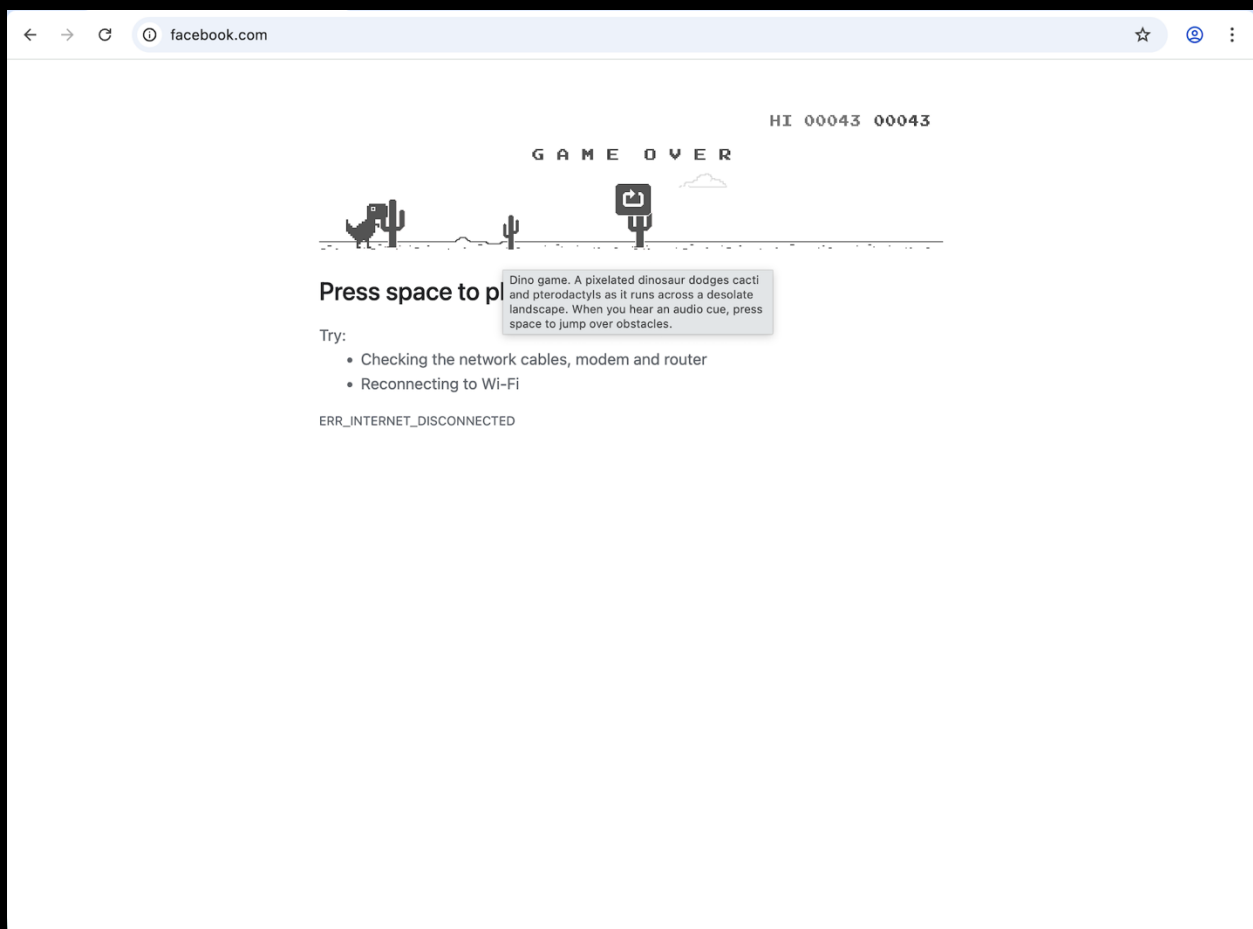 facebook.com
HI 00043 00043
GAME OVER
Press space to pl
Dino game. A pixelated dinosaur dodges cacti
and pterodactyls as it runs across a desolate
landscape. When you hear an audio cue, press
space to jump over obstacles.
Try:
• Checking the network cables, modem and router
• Reconnecting to Wi-Fi
ERR_INTERNET_DISCONNECTED